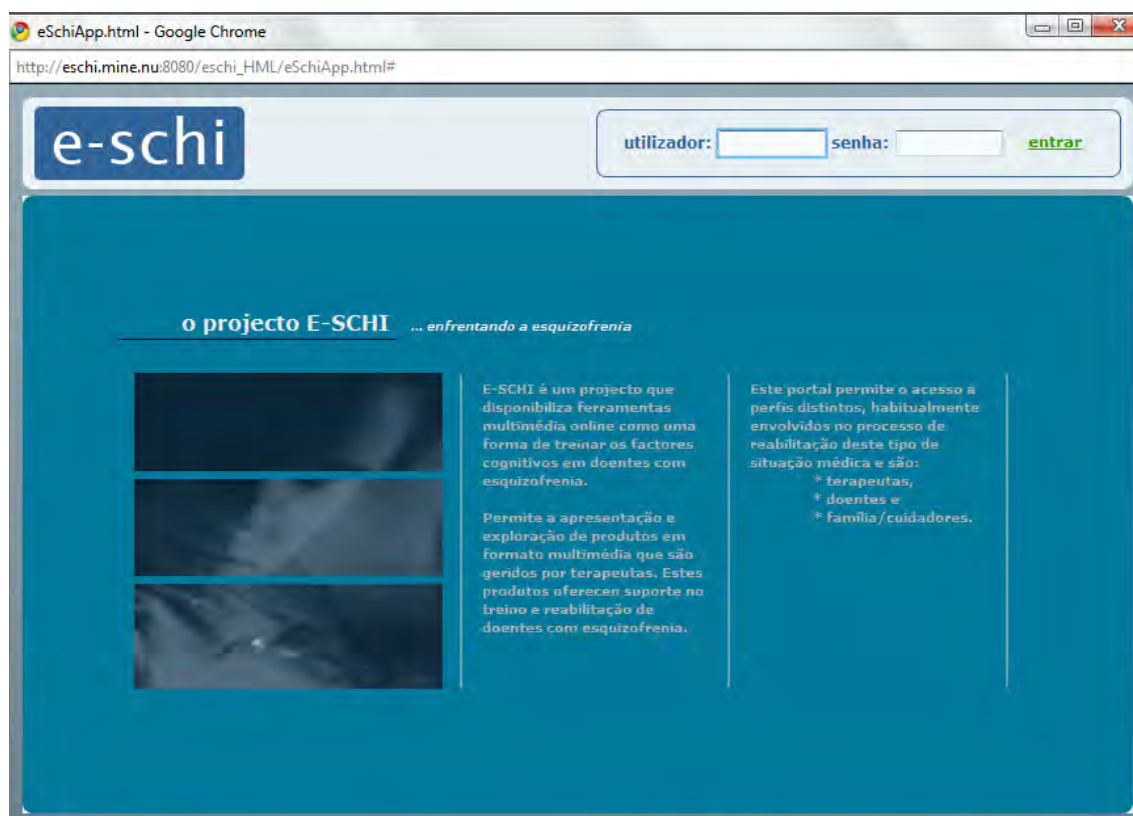 eSchiApp.html - Google Chrome
http://eschi.mine.nu:8080/eschi_HML/eSchiApp.html#
e-schi
utilizador:
senha:
entrar
o projecto E-SCHI ... enfrentando a esquizofrenia
E-SCHI é um projecto que
disponibiliza ferramentas
multimédia online como uma
forma de treinar os factores
cognitivos em doentes com
esquizofrenia.
Permite a apresentação e
exploração de produtos em
formato multimédia que são
geridos por terapeutas. Estes
produtos oferecen suporte no
treino e reabilitação de
doentes com esquizofrenia.
Este portal permite o acesso a
perfis distintos, habitualmente
envolvidos no processo de
reabilitação deste tipo de
situação médica e são:
* terapeutas,
* doentes e
* família/cuidadores.